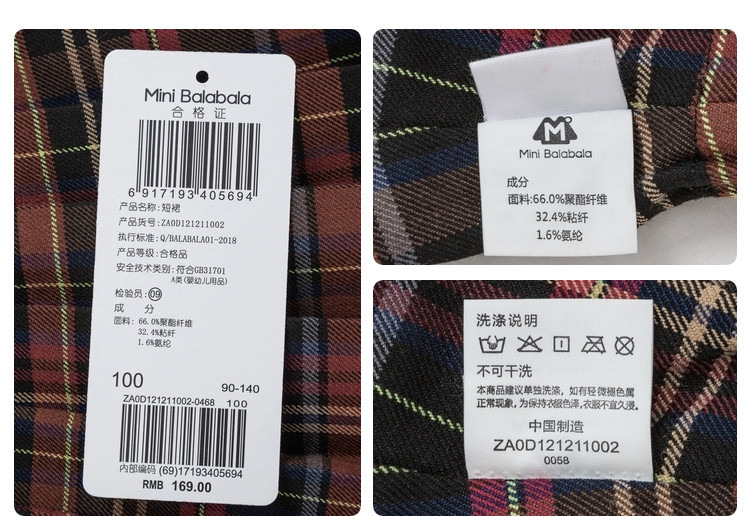 Mini Balabala
合格证
6 917193 405694
产品名称: 短裙
产品货号: ZA0D121211002
执行标准: Q/BALABALA01-2018
产品等级: 合格品
安全技术类别: 符合GB31701
A类(婴幼儿用品)
检验员: 09
成 分
面料: 66.0%聚酯纤维
32.4%粘纤
1.6%氨纶
100 90-140
ZA0D121211002-0468 100
内部编码 (69)17193405694
RMB 169.00
M
Mini Balabala
成分
面料:66.0%聚酯纤维
32.4%粘纤
1.6%氨纶
洗涤说明
不可干洗
本商品建议单独洗涤, 如有轻微褪色属
正常现象, 为保持衣服色泽, 衣服不宜久浸。
中国制造
ZA0D121211002
0058